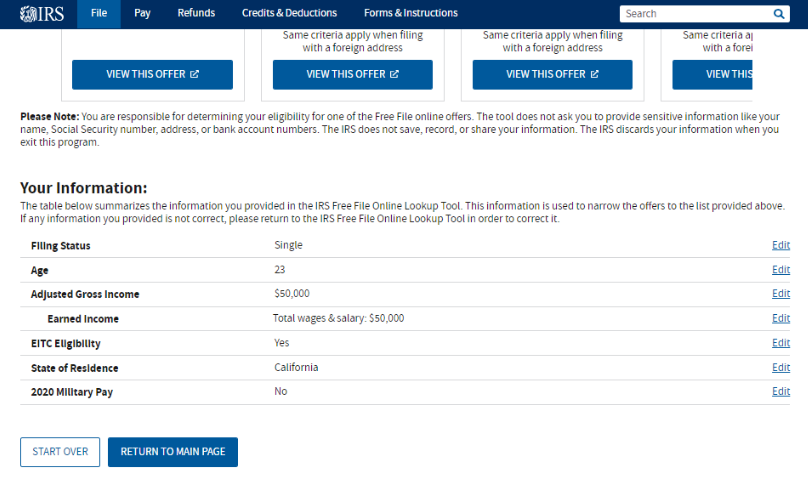 IRS File Pay Refunds Credits & Deductions Forms & Instructions Search
Same criteria apply when filing with a foreign address
Same criteria apply when filing with a foreign address
Same criteria
with a
VIEW THIS OFFER
VIEW THIS OFFER
VIEW THIS OFFER
VIEW THIS
Please Note: You are responsible for determining your eligibility for one of the Free File online offers. The tool does not ask you to provide sensitive information like your
name, Social Security number, address, or bank account numbers. The IRS does not save, record, or share your information. The IRS discards your information when you
exit this program.
Your Information:
The table below summarizes the information you provided in the IRS Free File Online Lookup Tool. This information is used to narrow the offers to the list provided above.
If any information you provided is not correct, please return to the IRS Free File Online Lookup Tool in order to correct it.
Filing Status Single Edit
Age 23 Edit
Adjusted Gross Income $50,000 Edit
Earned Income Total wages & salary: $50,000 Edit
EITC Eligibility Yes Edit
State of Residence California Edit
2020 Military Pay No Edit
START OVER RETURN TO MAIN PAGE